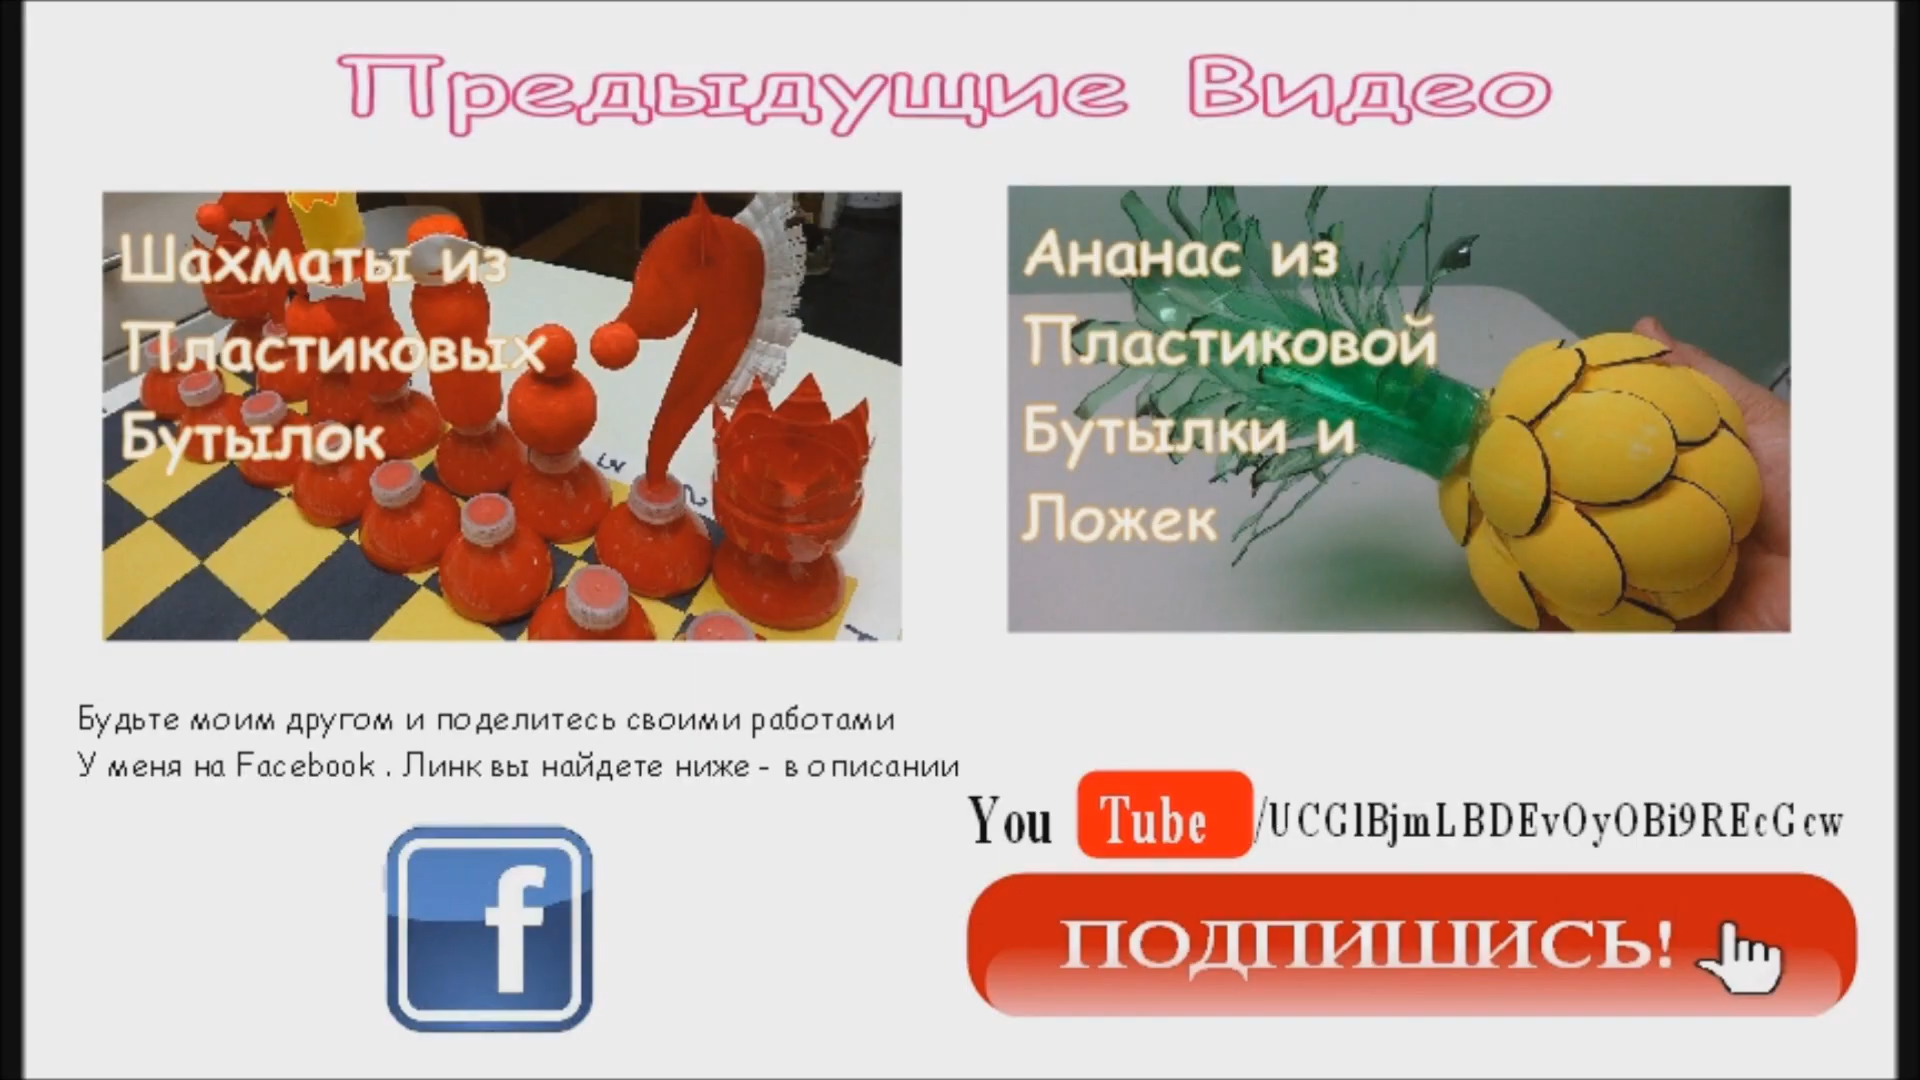 Предыдущие Видео
Шахматы из
Пластиковых
Бутылок
Ананас из
Пластиковой
Бутылки и
Ложек
Будьте моим другом и поделитесь своими работами
У меня на Facebook . Линк вы найдете ниже - в описании
You Tube /UCGlBjmLBDEvOyOBi9REcGcw
f
ПОДПИШИСЬ!